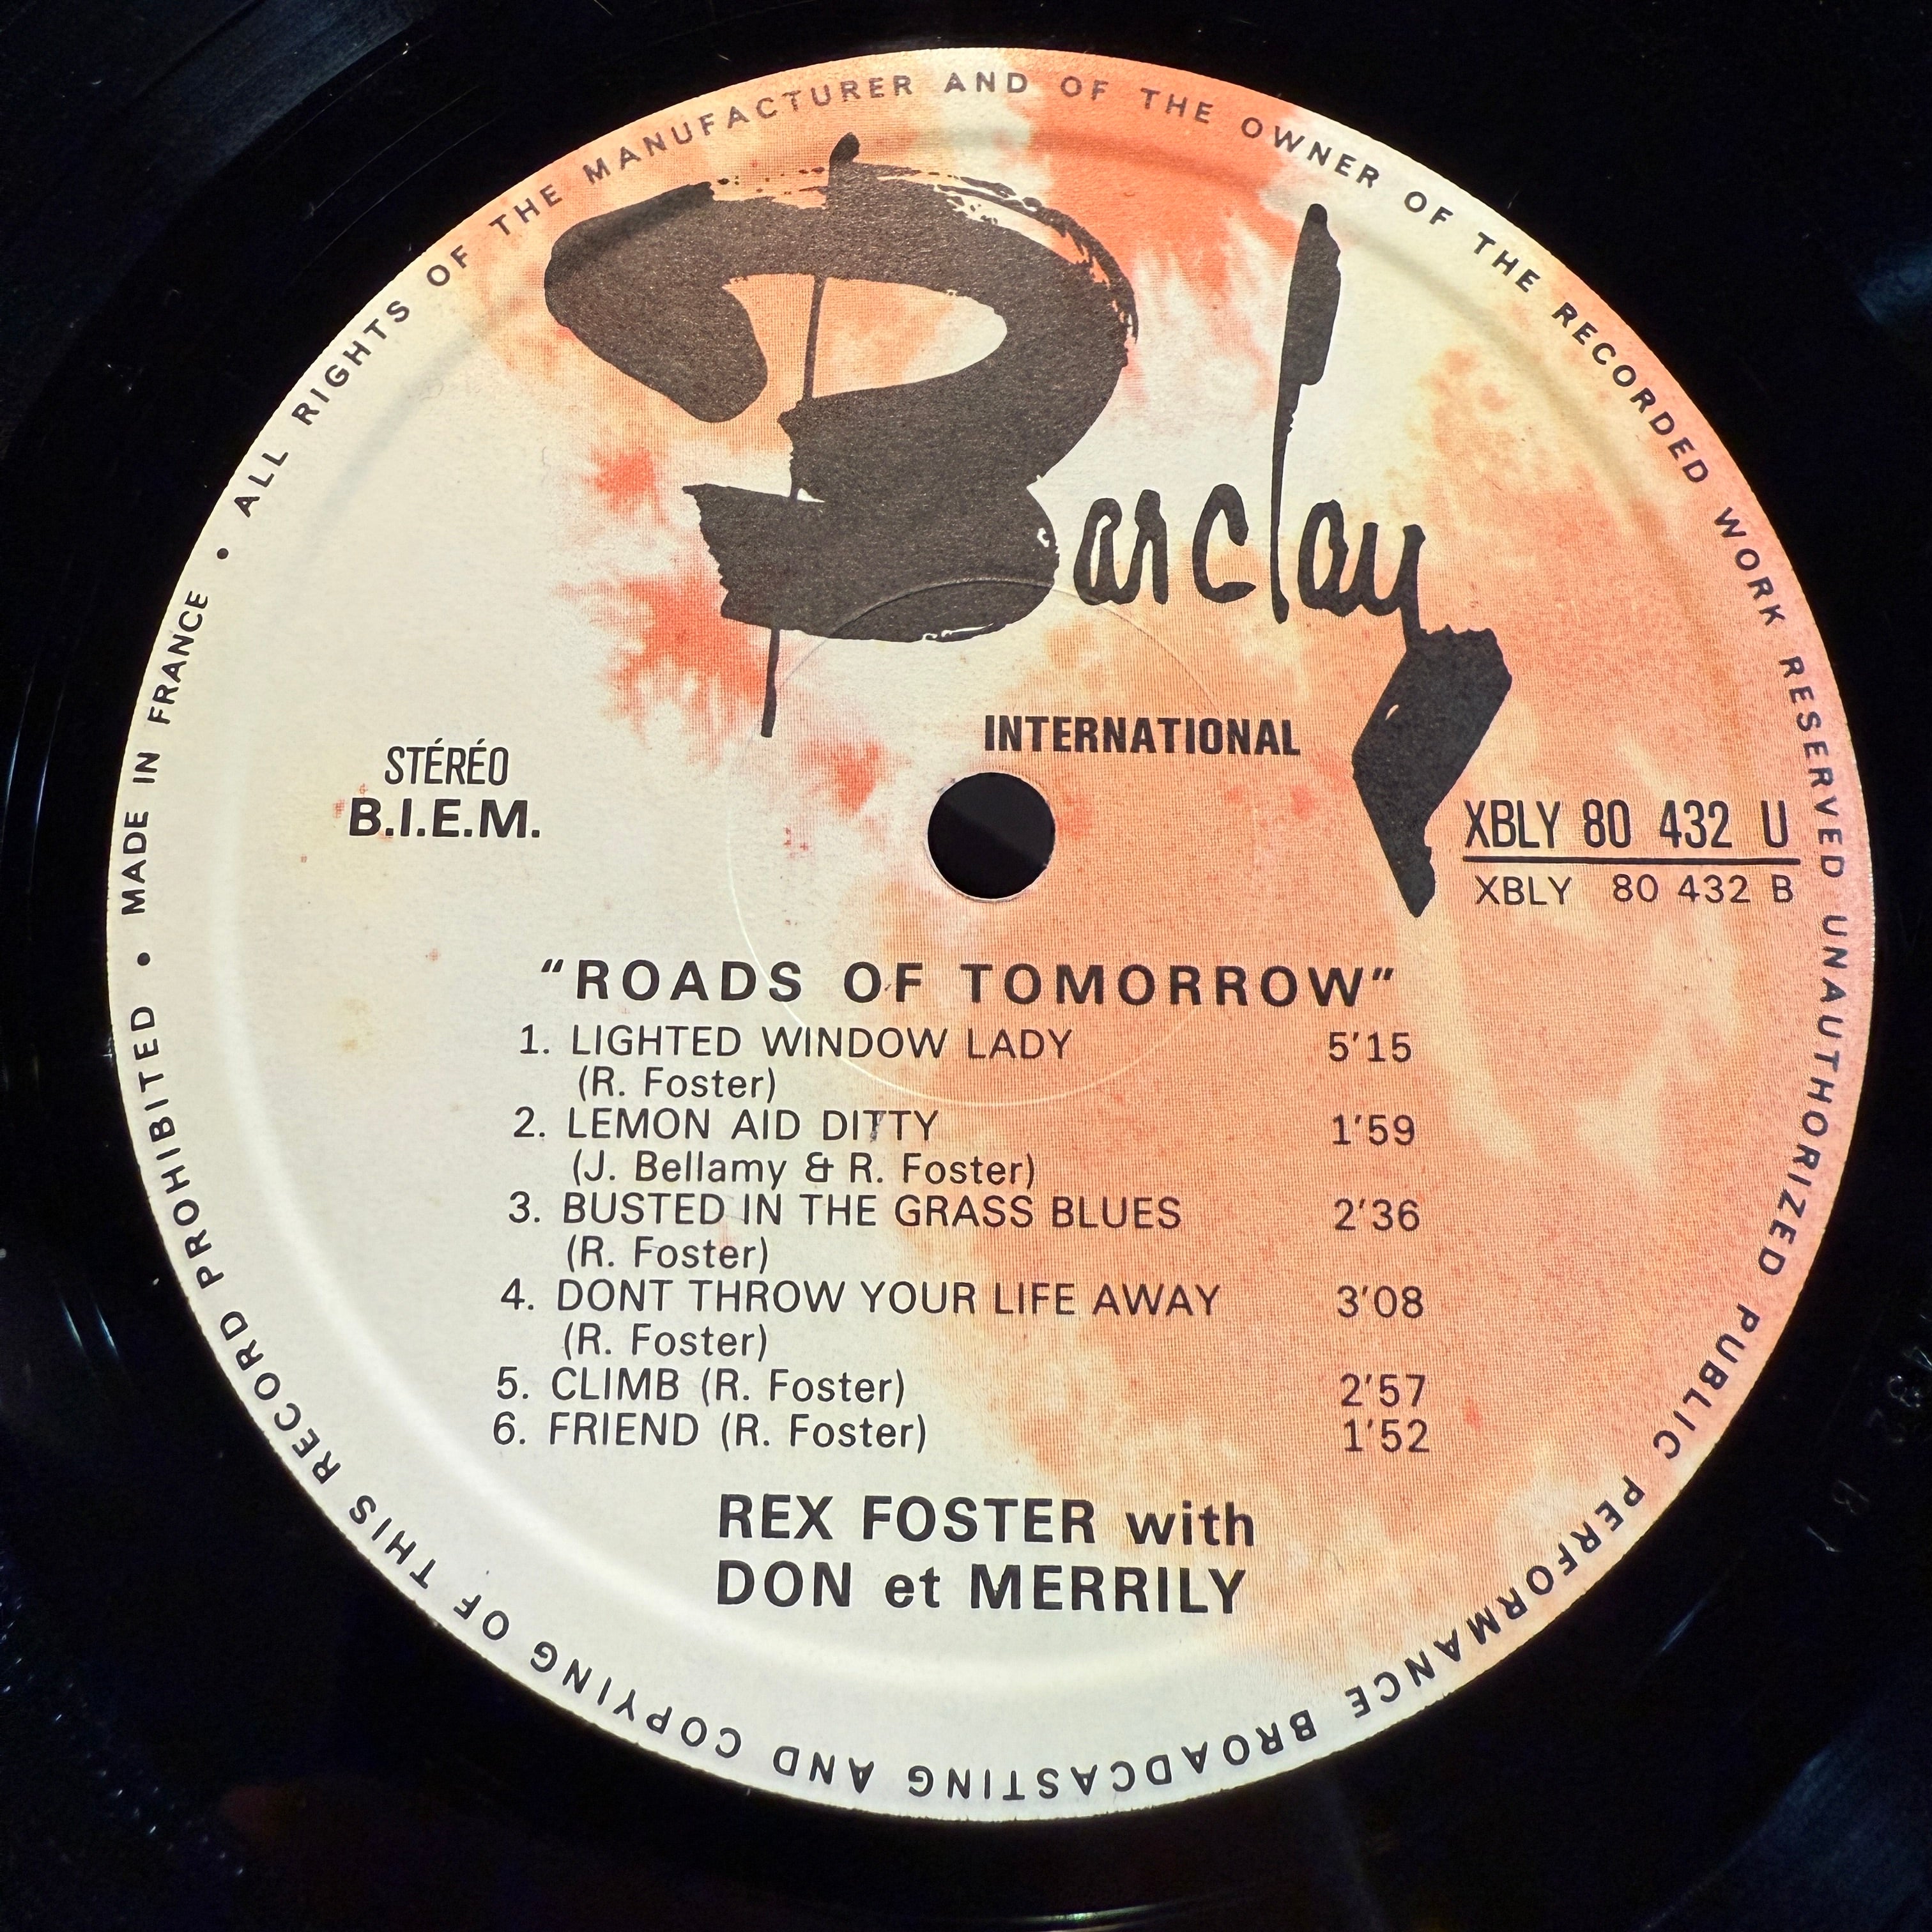 ALL RIGHTS OF THE MANUFACTURER AND OF THE OWNER OF THE RECORDED WORK RESERVED UNAUTHORIZED PUBLIC PERFORMANCE BROADCASTING AND COPYING OF THIS RECORD PROHIBITED • MADE IN FRANCE •
Barclay
INTERNATIONAL
STÉRÉO
B.I.E.M.
XBLY 80 432 U
XBLY 80 432 B
“ROADS OF TOMORROW”
1. LIGHTED WINDOW LADY 5'15
(R. Foster)
2. LEMON AID DITTY 1'59
(J. Bellamy & R. Foster)
3. BUSTED IN THE GRASS BLUES 2'36
(R. Foster)
4. DONT THROW YOUR LIFE AWAY 3'08
(R. Foster)
5. CLIMB (R. Foster) 2'57
6. FRIEND (R. Foster) 1'52
REX FOSTER with
DON et MERRILY